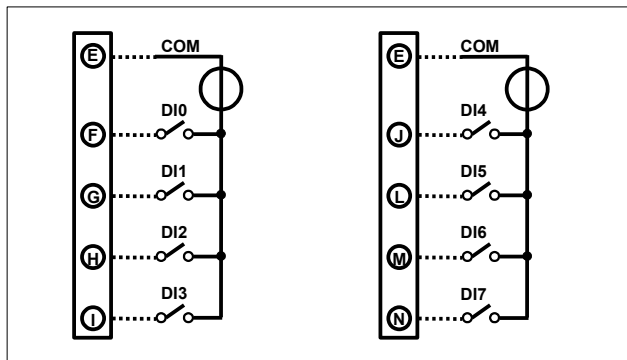 E COM
F DI0
G DI1
H DI2
I DI3
E COM
J DI4
L DI5
M DI6
N DI7